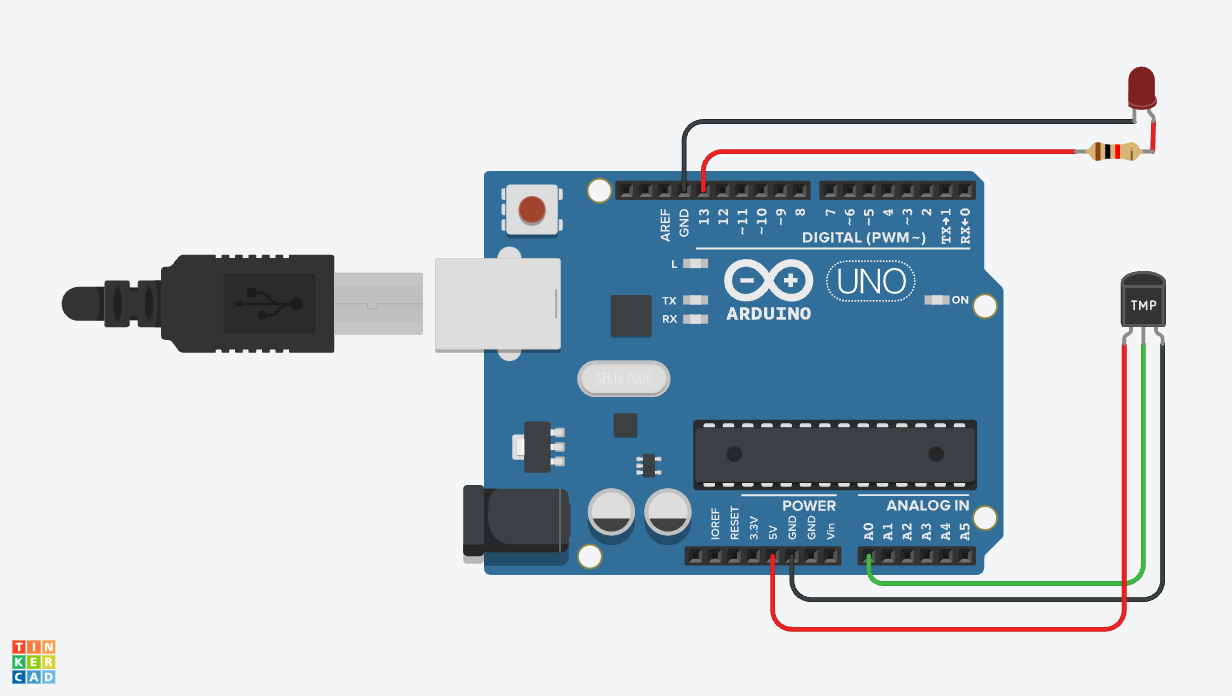 AREF
GND
13
12
~11
~10
~9
8
7
~6
~5
4
~3
2
TX→1
RX←0
DIGITAL (PWM~)
L
TX
RX
UNO
ARDUINO
ON
TMP
SPK16.000G
POWER
ANALOG IN
IOREF
RESET
3.3V
5V
GND
GND
Vin
A0
A1
A2
A3
A4
A5
TIN
KER
CAD